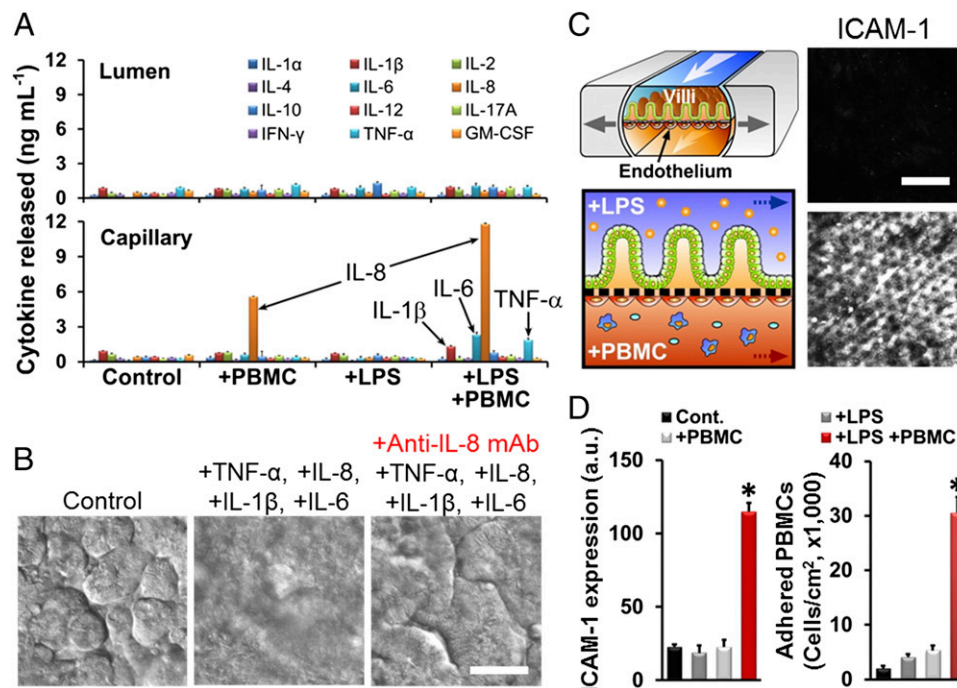 A
Cytokine released (ng mL-1)
12
9
6
3
0
Lumen
IL-1α IL-1β IL-2
IL-4 IL-6 IL-8
IL-10 IL-12 IL-17A
IFN-γ TNF-α GM-CSF
12
9
6
3
0
Capillary
IL-8
IL-1β
IL-6
TNF-α
Control +PBMC +LPS +LPS
+PBMC
B
Control
+TNF-α, +IL-8,
+IL-1β, +IL-6
+Anti-IL-8 mAb
+TNF-α, +IL-8,
+IL-1β, +IL-6
C
ICAM-1
Villi
Endothelium
+LPS
+PBMC
D
Cont. +LPS
+PBMC +LPS +PBMC
ICAM-1 expression (a.u.)
150
100
50
0
*
Adhered PBMCs
(Cells/cm2, x1,000)
40
30
20
10
0
*